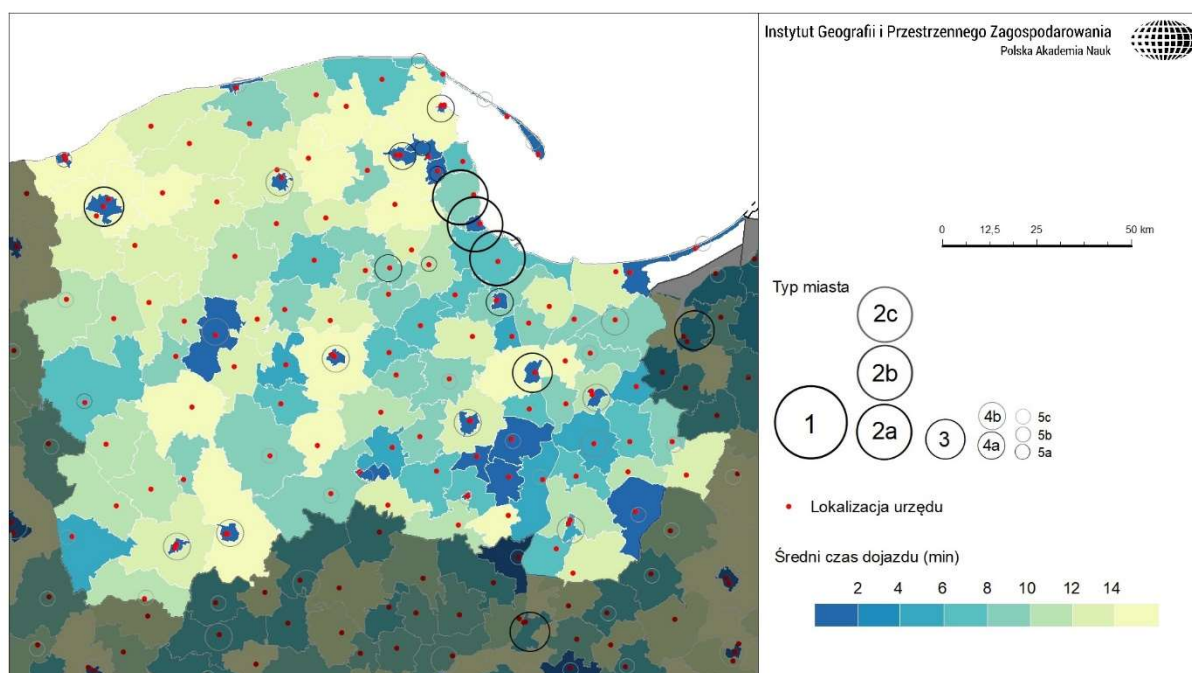 Instytut Geografii i Przestrzennego Zagospodarowania
Polska Akademia Nauk
0 12,5 25 50 km
Typ miasta
2c
2b
1 2a 3 4b 4a 5c 5b 5a
Lokalizacja urzędu
Średni czas dojazdu (min)
2 4 6 8 10 12 14